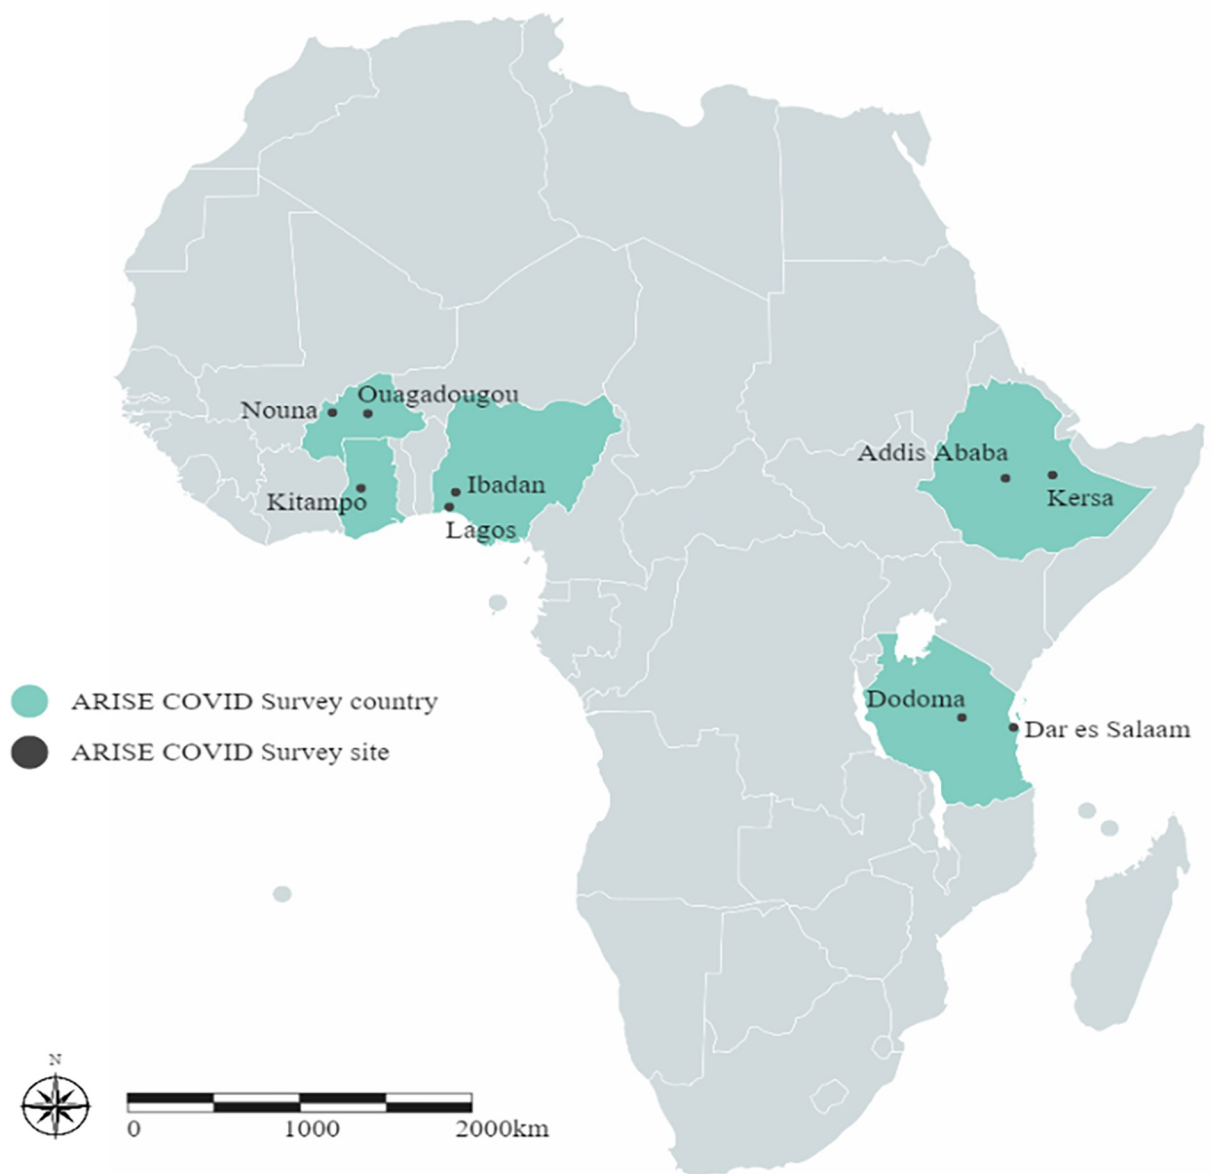 Ouagadougou
Nouna
Addis Ababa
Ibadan
Kersa
Kitampo
Lagos
Dodoma
ARISE COVID Survey country
Dar es Salaam
ARISE COVID Survey site
N
0 1000 2000km